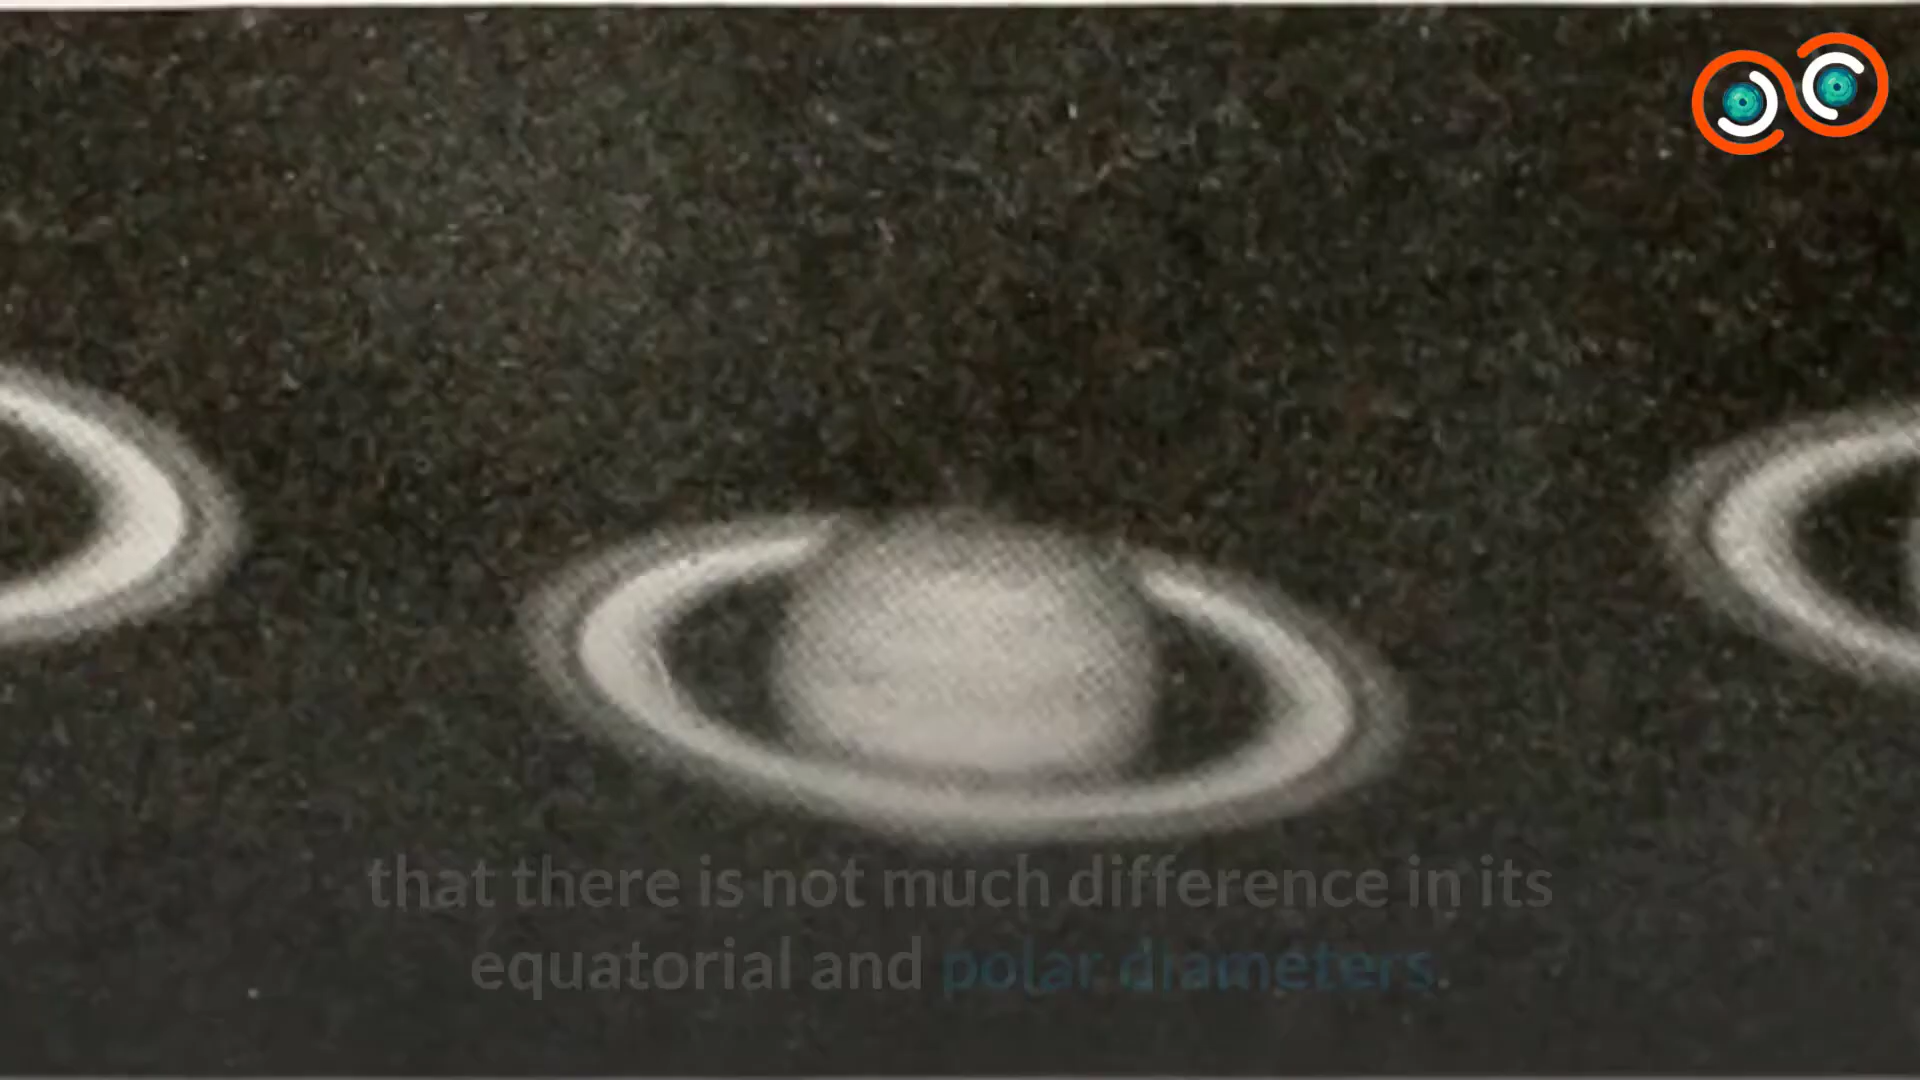 that there is not much difference in its
equatorial and polar diameters.